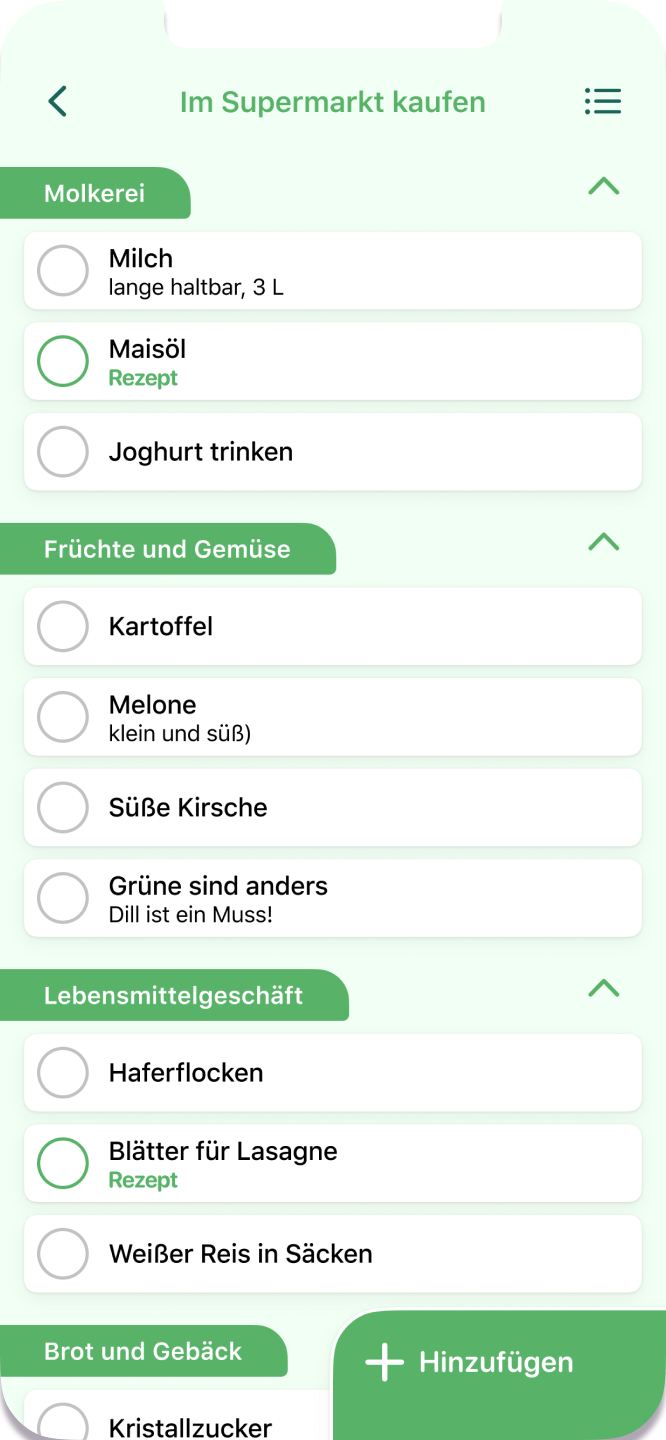 Im Supermarkt kaufen
Molkerei
Milch
lange haltbar, 3 L
Maisöl
Rezept
Joghurt trinken
Früchte und Gemüse
Kartoffel
Melone
klein und süß)
Süße Kirsche
Grüne sind anders
Dill ist ein Muss!
Lebensmittelgeschäft
Haferflocken
Blätter für Lasagne
Rezept
Weißer Reis in Säcken
Brot und Gebäck
Hinzufügen
Kristallzucker